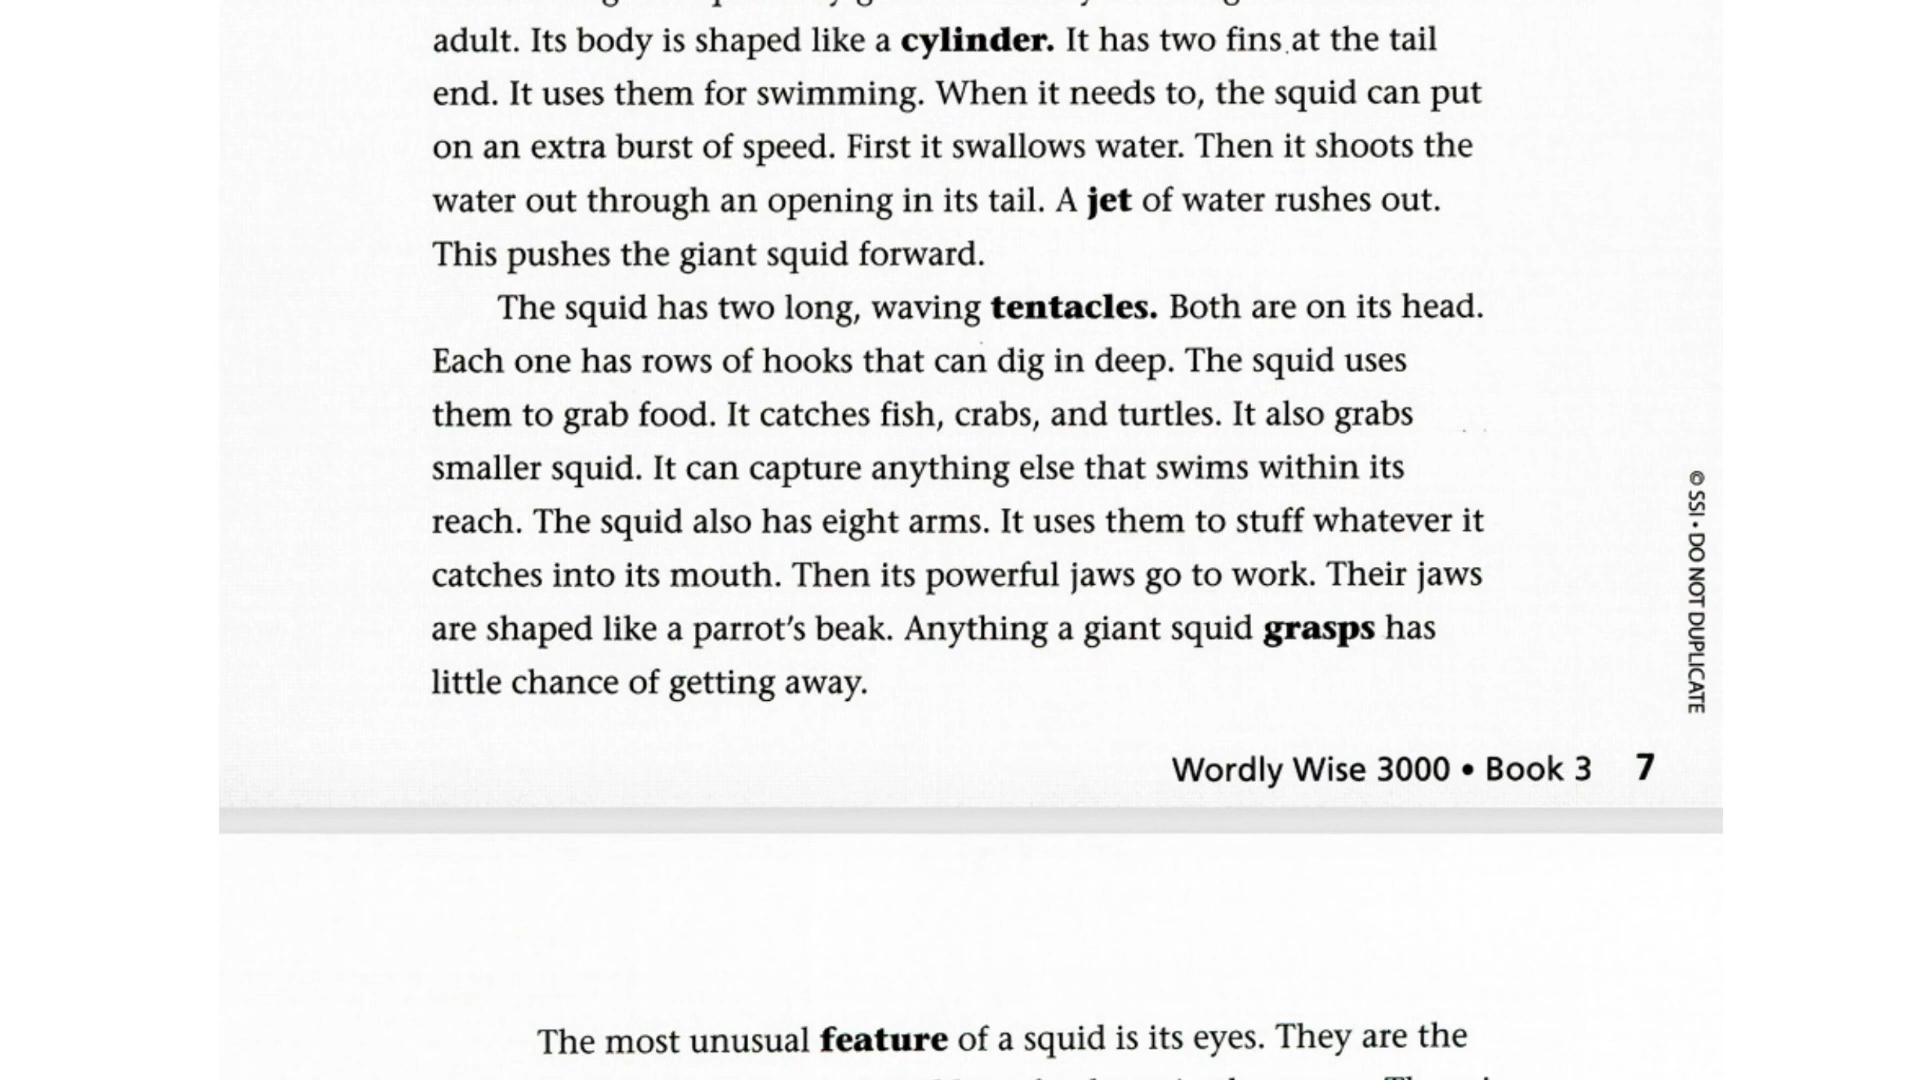 adult. Its body is shaped like a cylinder. It has two fins at the tail
end. It uses them for swimming. When it needs to, the squid can put
on an extra burst of speed. First it swallows water. Then it shoots the
water out through an opening in its tail. A jet of water rushes out.
This pushes the giant squid forward.
The squid has two long, waving tentacles. Both are on its head.
Each one has rows of hooks that can dig in deep. The squid uses
them to grab food. It catches fish, crabs, and turtles. It also grabs
smaller squid. It can capture anything else that swims within its
reach. The squid also has eight arms. It uses them to stuff whatever it
catches into its mouth. Then its powerful jaws go to work. Their jaws
are shaped like a parrot's beak. Anything a giant squid grasps has
little chance of getting away.
© SSI • DO NOT DUPLICATE
Wordly Wise 3000 • Book 3 7
The most unusual feature of a squid is its eyes. They are the